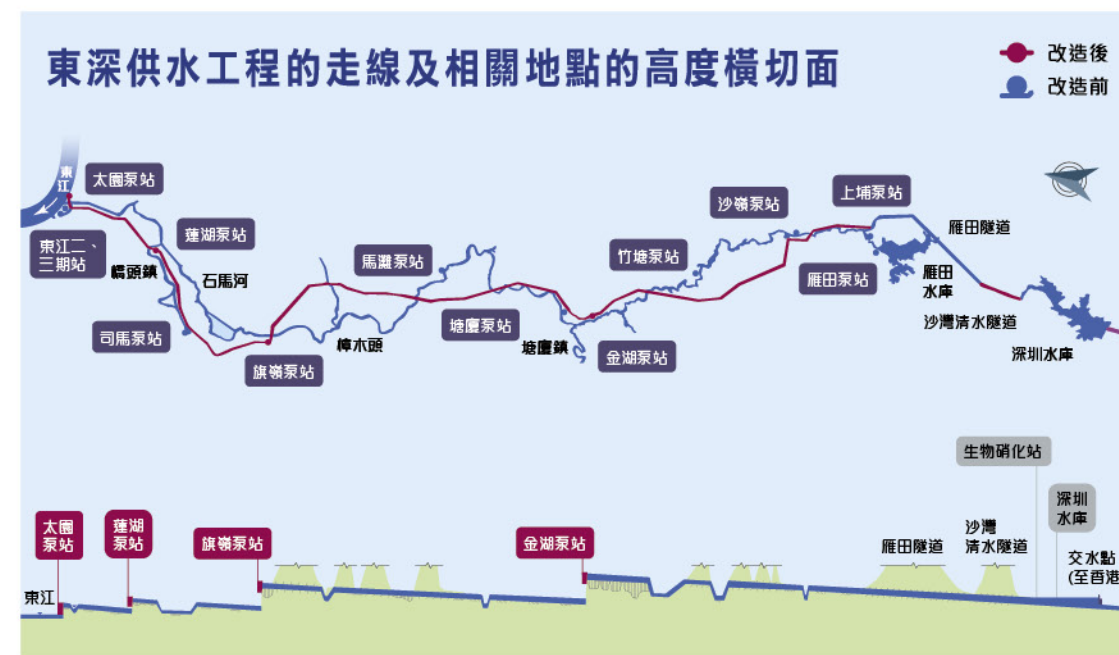 東深供水工程的走線及相關地點的高度橫切面
改造後
改造前
東江
太園泵站
東江二、
三期站
橋頭鎮
蓮湖泵站
石馬河
司馬泵站
旗嶺泵站
樟木頭
馬灘泵站
塘廈泵站
塘廈鎮
金湖泵站
竹塘泵站
沙嶺泵站
上埔泵站
雁田泵站
雁田隧道
雁田
水庫
沙灣清水隧道
深圳水庫
生物硝化站
深圳
水庫
太園
泵站
蓮湖
泵站
旗嶺泵站
金湖泵站
雁田隧道
沙灣
清水隧道
交水點
(至香港
東江